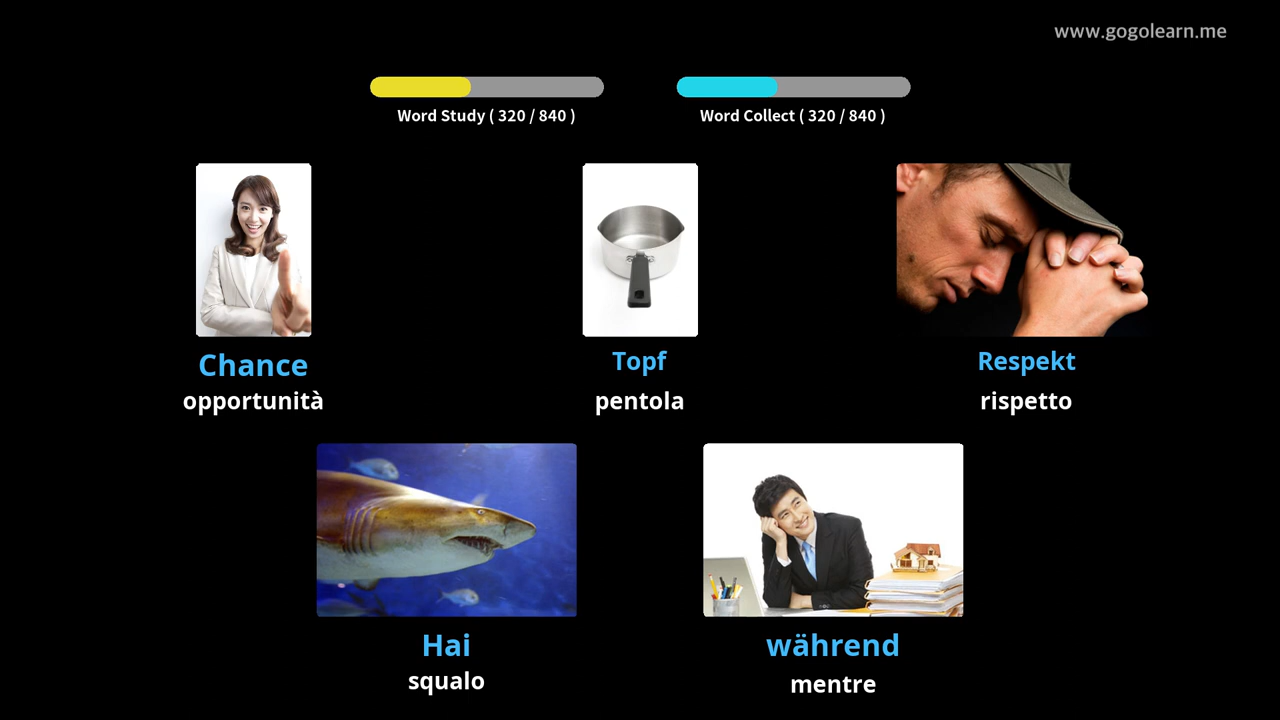 www.gogolearn.me
Word Study ( 320 / 840 )
Word Collect ( 320 / 840 )
Chance
opportunità
Topf
pentola
Respekt
rispetto
Hai
squalo
während
mentre